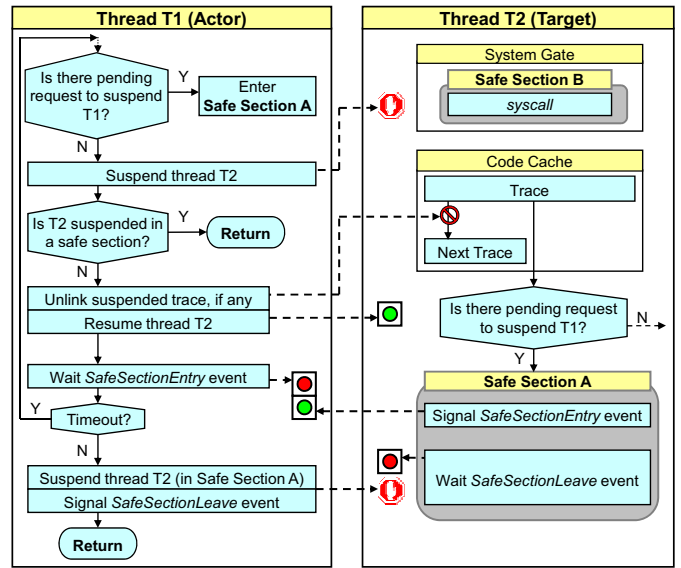 Thread T1 (Actor)
Is there pending
request to suspend
T1?
Y
Enter
Safe Section A
N
Suspend thread T2
Is T2 suspended in
a safe section?
Y
Return
N
Unlink suspended trace, if any
Resume thread T2
Wait SafeSectionEntry event
Y
Timeout?
N
Suspend thread T2 (in Safe Section A)
Signal SafeSectionLeave event
Return
Thread T2 (Target)
System Gate
Safe Section B
syscall
Code Cache
Trace
Next Trace
Is there pending request
to suspend T1?
N
Y
Safe Section A
Signal SafeSectionEntry event
Wait SafeSectionLeave event